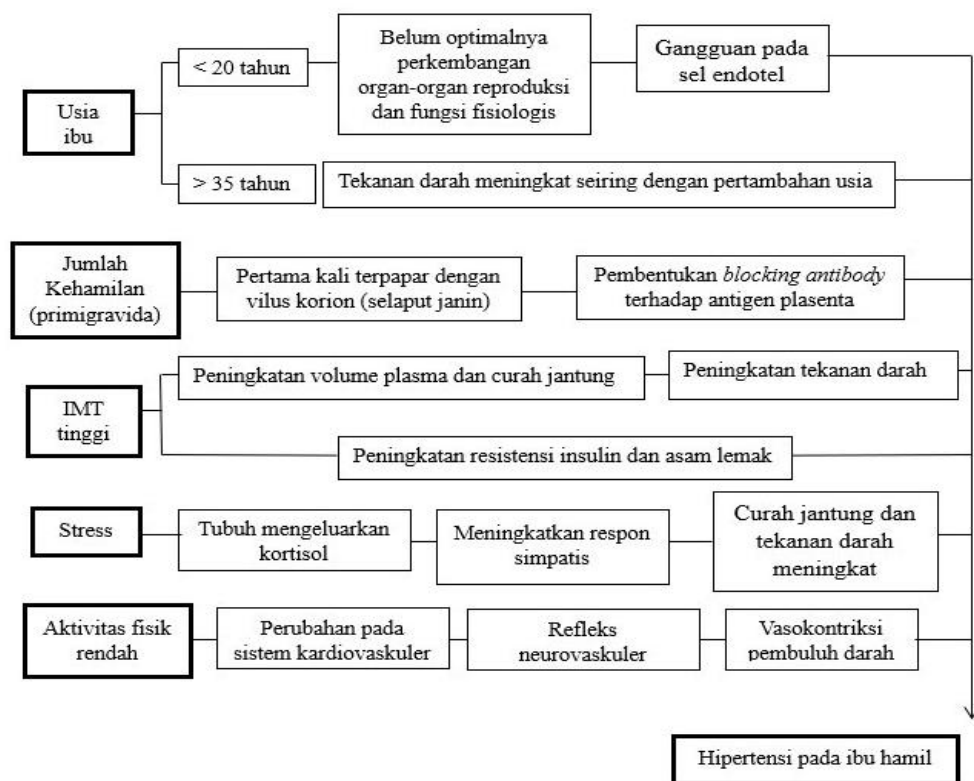 Usia
ibu
< 20 tahun
Belum optimalnya
perkembangan
organ-organ reproduksi
dan fungsi fisiologis
Gangguan pada
sel endotel
> 35 tahun
Tekanan darah meningkat seiring dengan pertambahan usia
Jumlah
Kehamilan
(primigravida)
Pertama kali terpapar dengan
vilus korion (selaput janin)
Pembentukan blocking antibody
terhadap antigen plasenta
IMT
tinggi
Peningkatan volume plasma dan curah jantung
Peningkatan tekanan darah
Peningkatan resistensi insulin dan asam lemak
Stress
Tubuh mengeluarkan
kortisol
Meningkatkan respon
simpatis
Curah jantung dan
tekanan darah
meningkat
Aktivitas fisik
rendah
Perubahan pada
sistem kardiovaskuler
Refleks
neurovaskuler
Vasokontriksi
pembuluh darah
Hipertensi pada ibu hamil